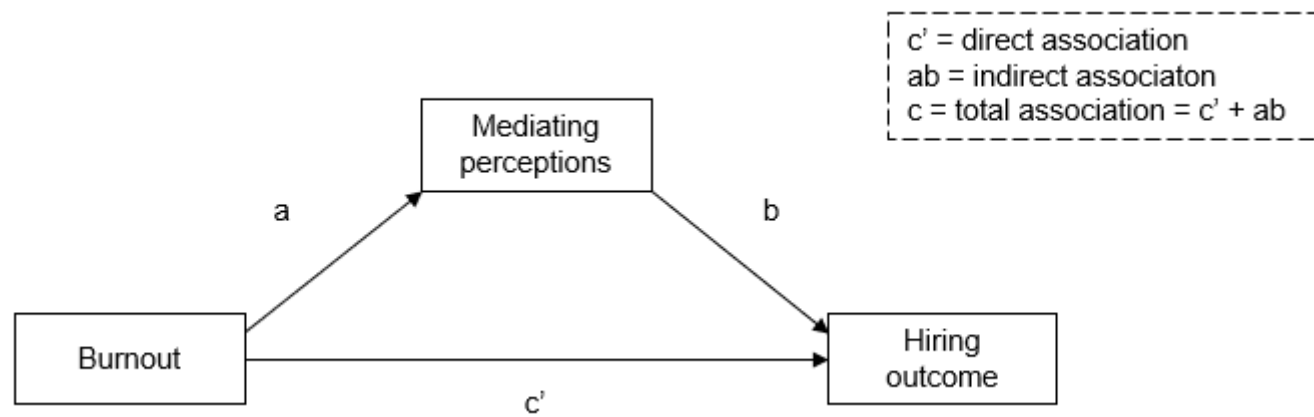 c’ = direct association
ab = indirect associaton
c = total association = c’ + ab
Mediating
perceptions
a
b
Burnout
Hiring
outcome
c’